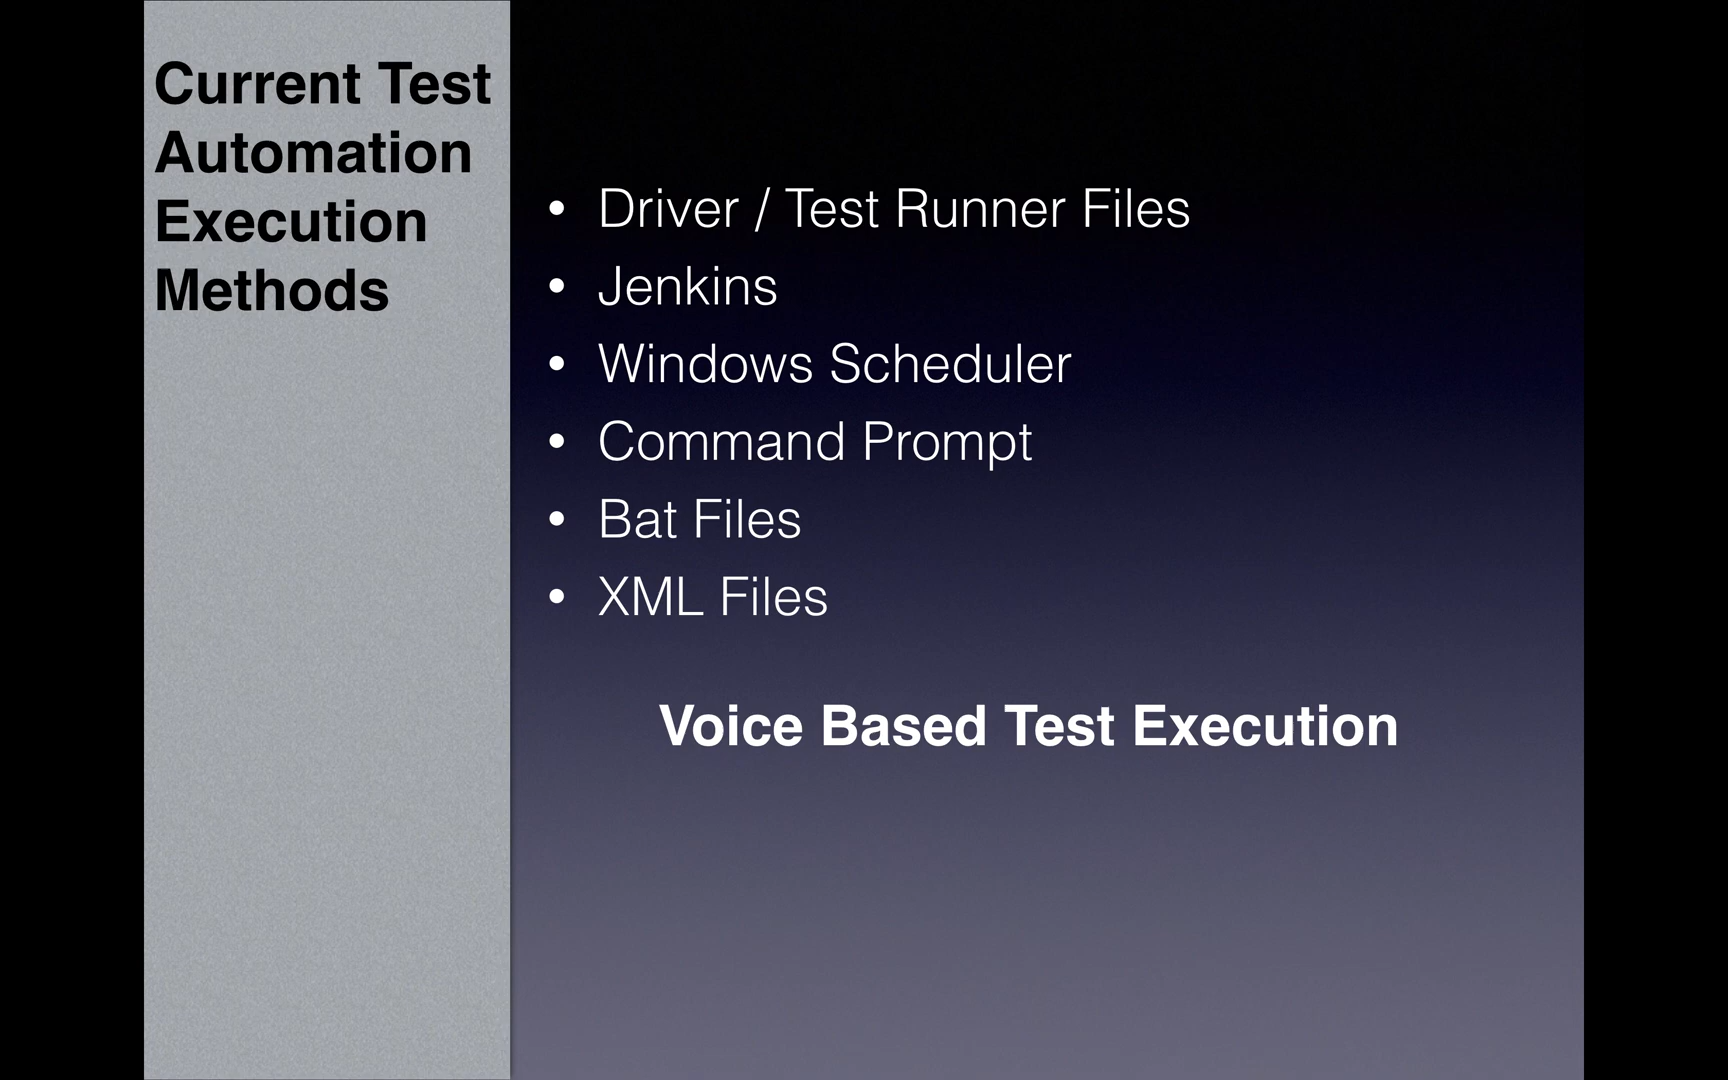 Current Test
Automation
Execution
Methods
• Driver / Test Runner Files
• Jenkins
• Windows Scheduler
• Command Prompt
• Bat Files
• XML Files
Voice Based Test Execution